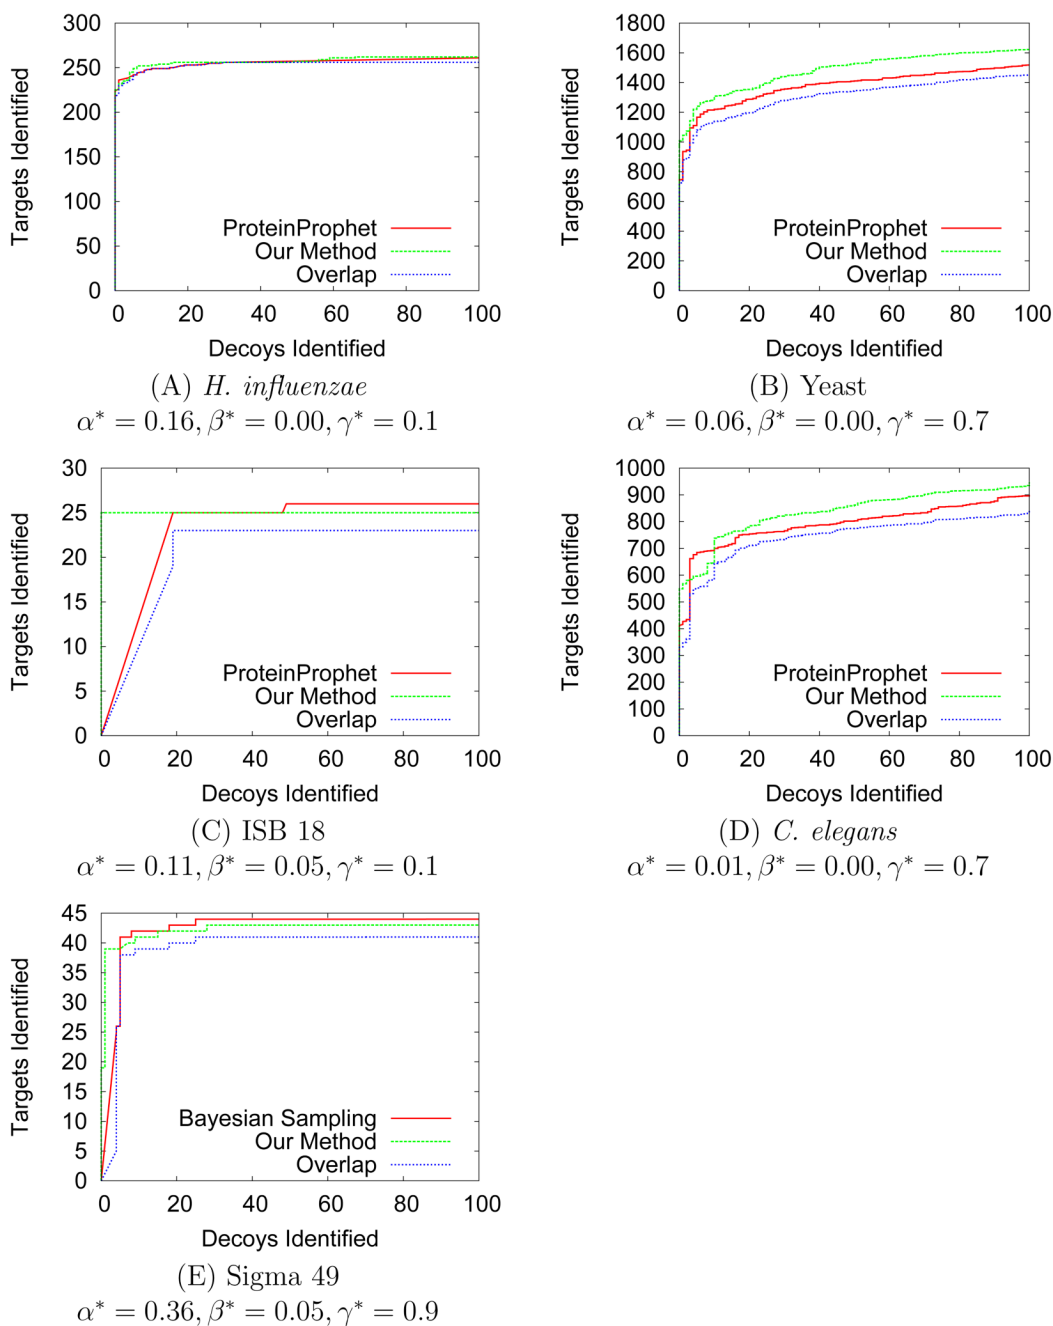 300
250
200
150
100
50
0
Targets Identified
ProteinProphet
Our Method
Overlap
0 20 40 60 80 100
Decoys Identified
(A) H. influenzae
α* = 0.16, β* = 0.00, γ* = 0.1
1800
1600
1400
1200
1000
800
600
400
200
0
Targets Identified
ProteinProphet
Our Method
Overlap
0 20 40 60 80 100
Decoys Identified
(B) Yeast
α* = 0.06, β* = 0.00, γ* = 0.7
30
25
20
15
10
5
0
Targets Identified
ProteinProphet
Our Method
Overlap
0 20 40 60 80 100
Decoys Identified
(C) ISB 18
α* = 0.11, β* = 0.05, γ* = 0.1
1000
900
800
700
600
500
400
300
200
100
0
Targets Identified
ProteinProphet
Our Method
Overlap
0 20 40 60 80 100
Decoys Identified
(D) C. elegans
α* = 0.01, β* = 0.00, γ* = 0.7
45
40
35
30
25
20
15
10
5
0
Targets Identified
Bayesian Sampling
Our Method
Overlap
0 20 40 60 80 100
Decoys Identified
(E) Sigma 49
α* = 0.36, β* = 0.05, γ* = 0.9